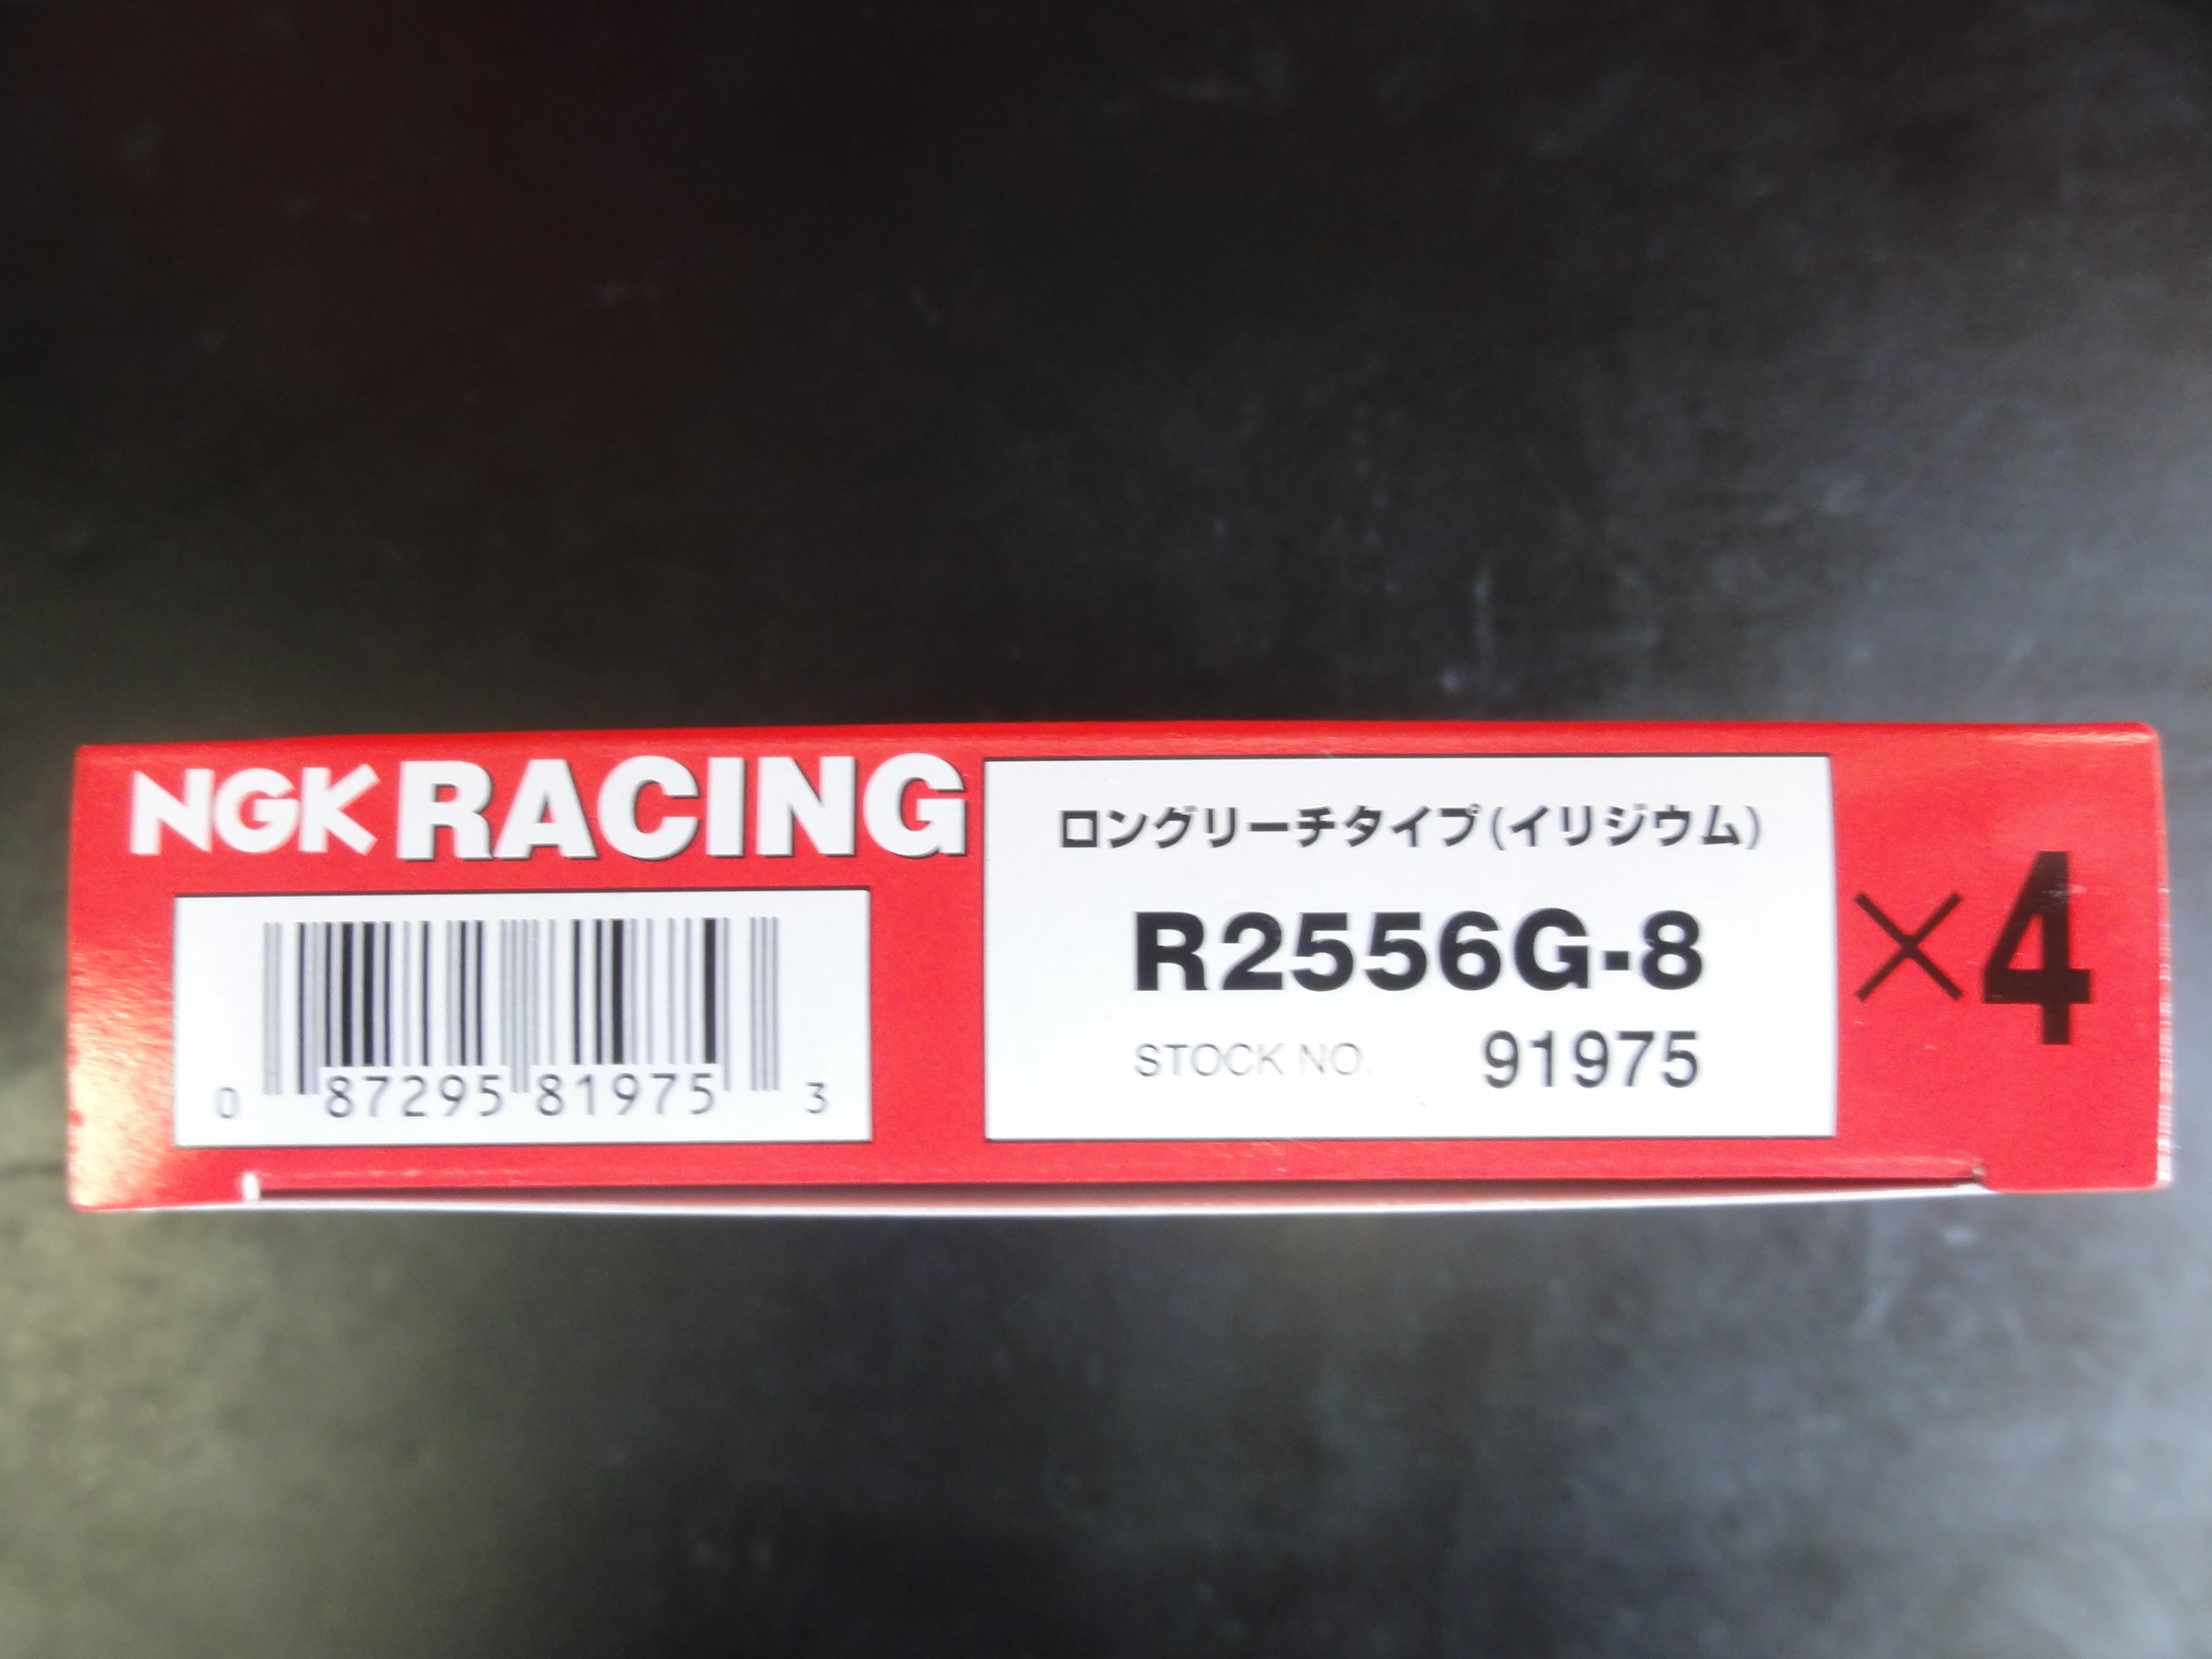 NGK RACING
ロングリーチタイプ(イリジウム)
R2556G-8
STOCK NO. 91975
×4
0 87295 81975 3